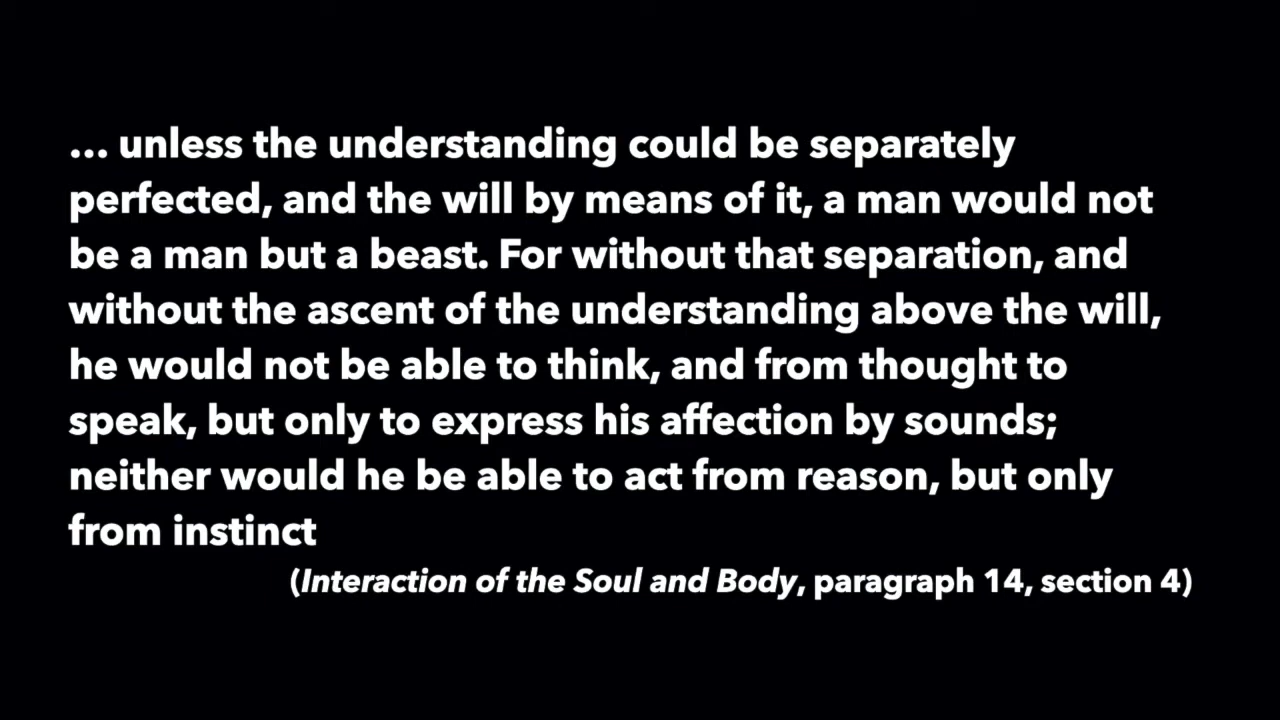 ... unless the understanding could be separately
perfected, and the will by means of it, a man would not
be a man but a beast. For without that separation, and
without the ascent of the understanding above the will,
he would not be able to think, and from thought to
speak, but only to express his affection by sounds;
neither would he be able to act from reason, but only
from instinct
(Interaction of the Soul and Body, paragraph 14, section 4)